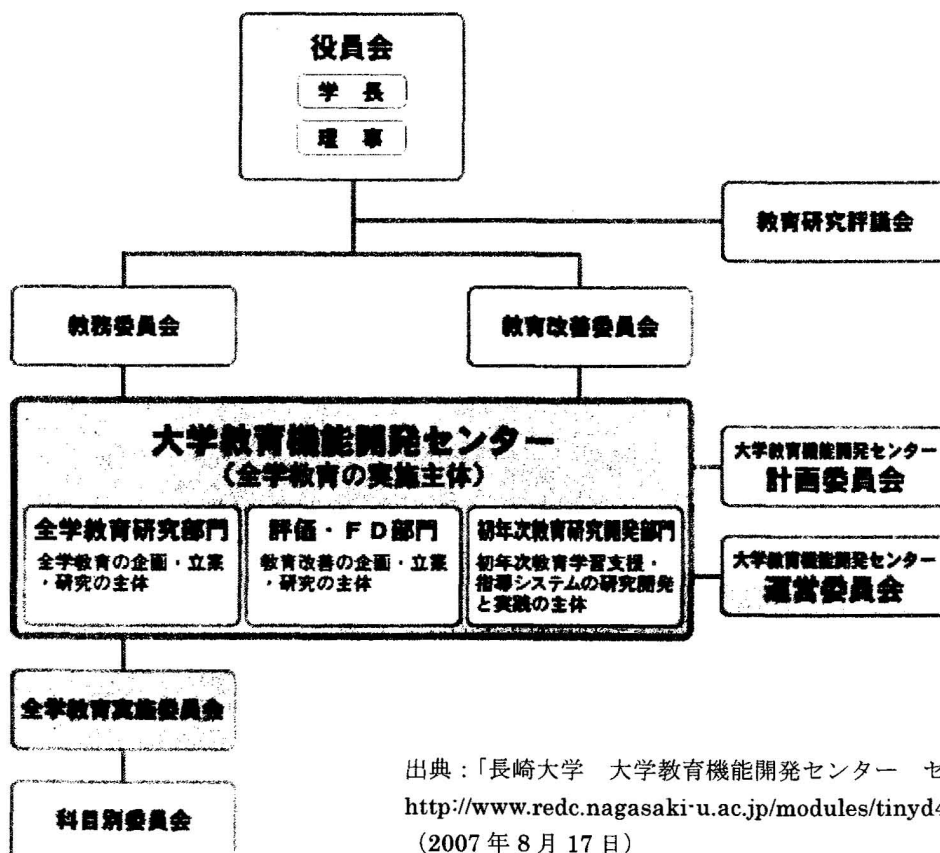 役員会
学 長
理 事
教育研究評議会
教務委員会
教育改善委員会
大学教育機能開発センター
(全学教育の実施主体)
全学教育研究部門
全学教育の企画・立案
・研究の主体
評価・FD部門
教育改善の企画・立案
・研究の主体
初年次教育研究開発部門
初年次教育学習支援・
指導システムの研究開発
と実践の主体
大学教育機能開発センター
計画委員会
大学教育機能開発センター
運営委員会
全学教育実施委員会
科目別委員会
出典:「長崎大学 大学教育機能開発センター セ
http://www.redc.nagasaki-u.ac.jp/modules/tinyd4
(2007 年 8 月 17 日)